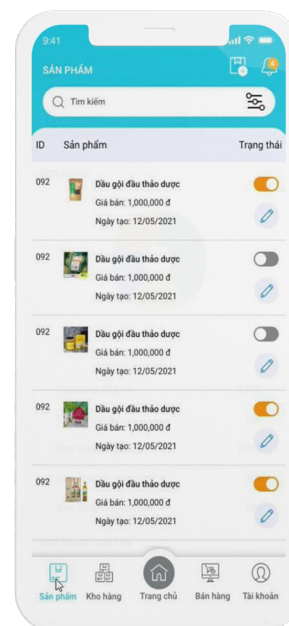 9:41
SẢN PHẨM
Tìm kiếm
ID Sản phẩm Trạng thái
092 Dầu gội đầu thảo dược
Giá bán: 1,000,000 đ
Ngày tạo: 12/05/2021
092 Dầu gội đầu thảo dược
Giá bán: 1,000,000 đ
Ngày tạo: 12/05/2021
092 Dầu gội đầu thảo dược
Giá bán: 1,000,000 đ
Ngày tạo: 12/05/2021
092 Dầu gội đầu thảo dược
Giá bán: 1,000,000 đ
Ngày tạo: 12/05/2021
092 Dầu gội đầu thảo dược
Giá bán: 1,000,000 đ
Ngày tạo: 12/05/2021
Sản phẩm Kho hàng Trang chủ Bán hàng Tài khoản